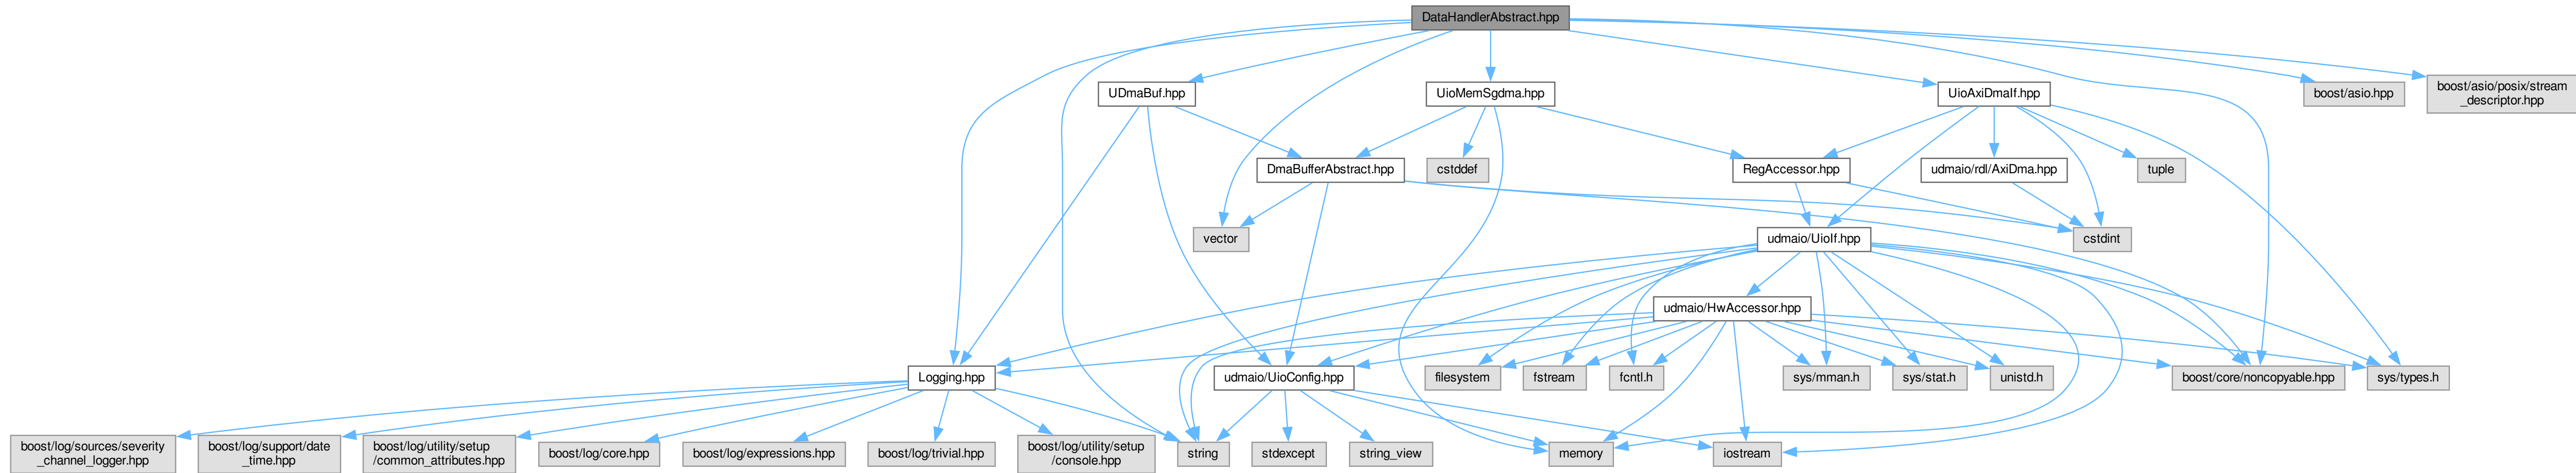 DataHandlerAbstract.hpp
UDmaBuf.hpp
UioMemSgdma.hpp
UioAxiDmaIf.hpp
boost/asio.hpp
boost/asio/posix/stream
_descriptor.hpp
DmaBufferAbstract.hpp
cstddef
RegAccessor.hpp
udmaio/rdl/AxiDma.hpp
tuple
vector
udmaio/UioIf.hpp
cstdint
udmaio/HwAccessor.hpp
Logging.hpp
udmaio/UioConfig.hpp
filesystem
fstream
fcntl.h
sys/mman.h
sys/stat.h
unistd.h
boost/core/noncopyable.hpp
sys/types.h
boost/log/sources/severity
_channel_logger.hpp
boost/log/support/date
_time.hpp
boost/log/utility/setup
/common_attributes.hpp
boost/log/core.hpp
boost/log/expressions.hpp
boost/log/trivial.hpp
boost/log/utility/setup
/console.hpp
string
stdexcept
string_view
memory
iostream